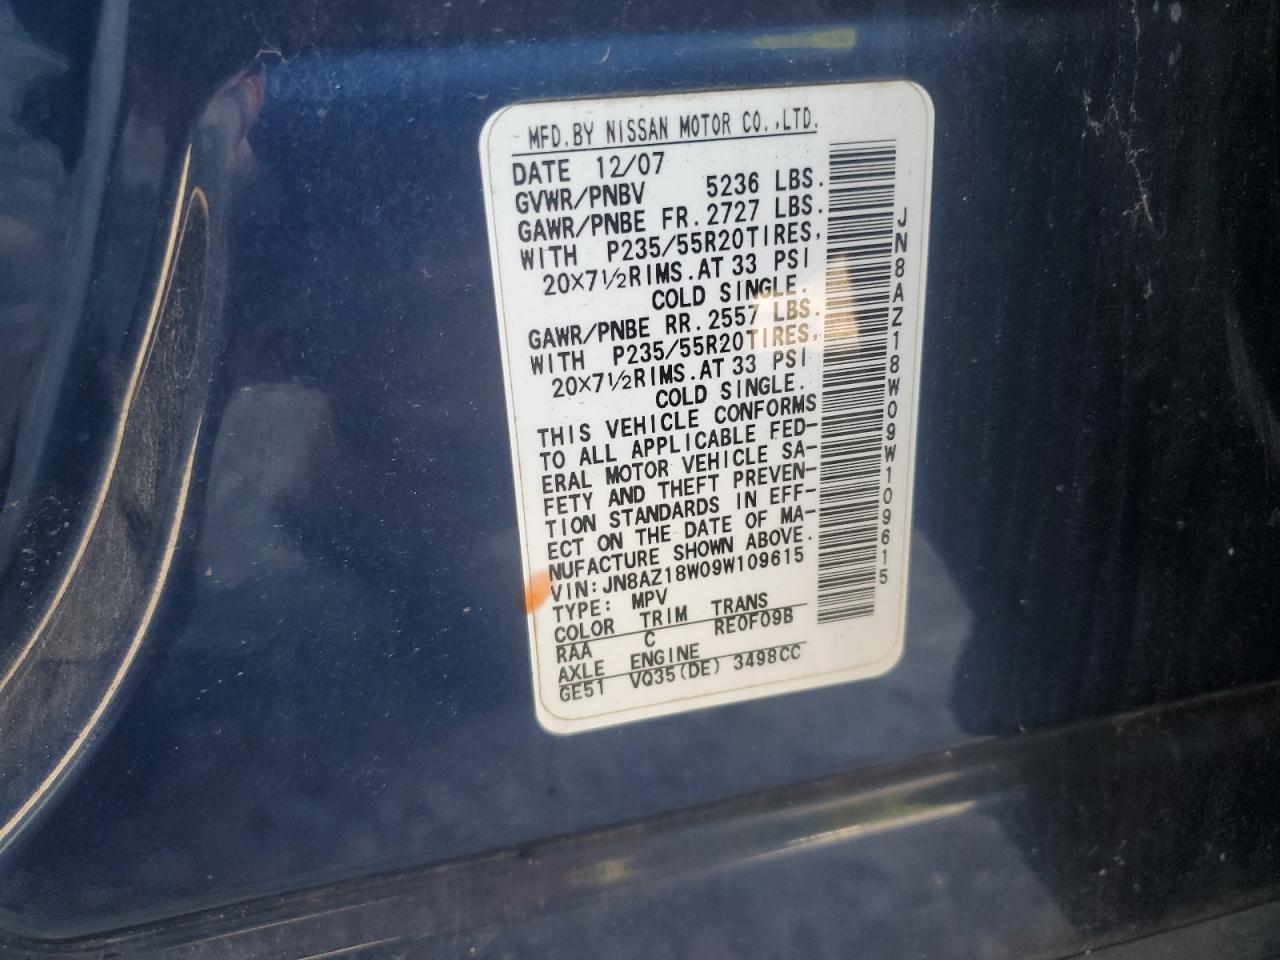 MFD.BY NISSAN MOTOR CO.,LTD.
DATE 12/07
GVWR/PNBV 5236 LBS.
GAWR/PNBE FR.2727 LBS.
WITH P235/55R20TIRES,
20X7½RIMS.AT 33 PSI
COLD SINGLE.
GAWR/PNBE RR.2557 LBS.
WITH P235/55R20TIRES,
20X7½RIMS.AT 33 PSI
COLD SINGLE.
THIS VEHICLE CONFORMS
TO ALL APPLICABLE FED-
ERAL MOTOR VEHICLE SA-
FETY AND THEFT PREVEN-
TION STANDARDS IN EFF-
ECT ON THE DATE OF MA-
NUFACTURE SHOWN ABOVE.
VIN:JN8AZ18W09W109615
TYPE: MPV
COLOR TRIM TRANS
RAA C RE0F09B
AXLE ENGINE
GE51 VQ35(DE) 3498CC
JN8AZ18W09W109615